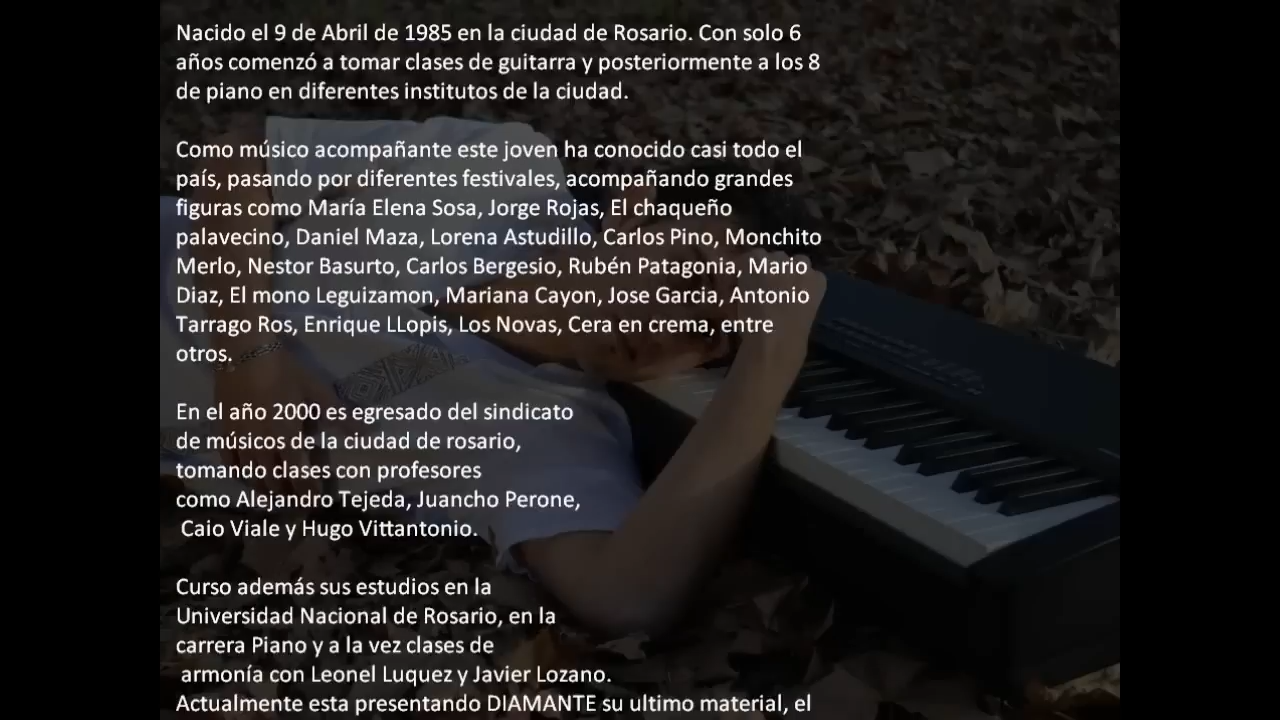 Nacido el 9 de Abril de 1985 en la ciudad de Rosario. Con solo 6
años comenzó a tomar clases de guitarra y posteriormente a los 8
de piano en diferentes institutos de la ciudad.
Como músico acompañante este joven ha conocido casi todo el
país, pasando por diferentes festivales, acompañando grandes
figuras como María Elena Sosa, Jorge Rojas, El chaqueño
palavecino, Daniel Maza, Lorena Astudillo, Carlos Pino, Monchito
Merlo, Nestor Basurto, Carlos Bergesio, Rubén Patagonia, Mario
Diaz, El mono Leguizamon, Mariana Cayon, Jose Garcia, Antonio
Tarrago Ros, Enrique LLopis, Los Novas, Cera en crema, entre
otros.
En el año 2000 es egresado del sindicato
de músicos de la ciudad de rosario,
tomando clases con profesores
como Alejandro Tejeda, Juancho Perone,
Caio Viale y Hugo Vittantonio.
Curso además sus estudios en la
Universidad Nacional de Rosario, en la
carrera Piano y a la vez clases de
armonía con Leonel Luquez y Javier Lozano.
Actualmente esta presentando DIAMANTE su ultimo material, el